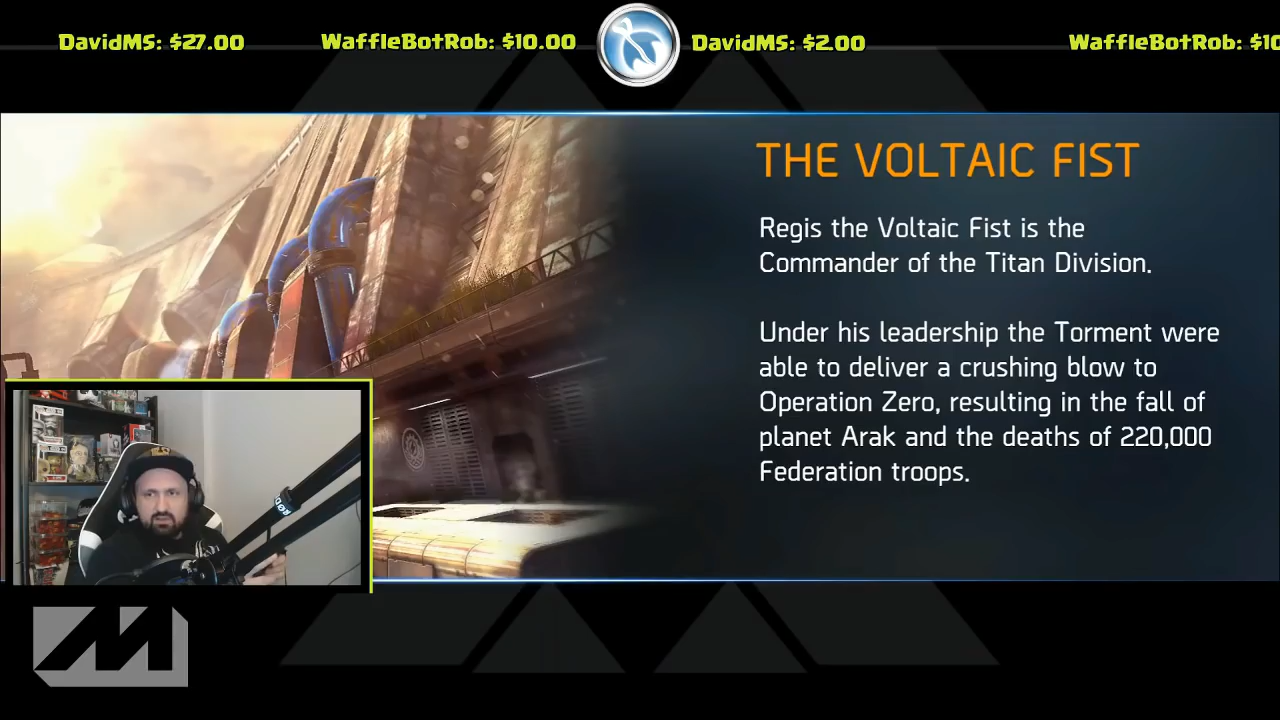 DavidMS: $27.00 WaffleBotRob: $10.00 DavidMS: $2.00 WaffleBotRob: $10
THE VOLTAIC FIST
Regis the Voltaic Fist is the
Commander of the Titan Division.
Under his leadership the Torment were
able to deliver a crushing blow to
Operation Zero, resulting in the fall of
planet Arak and the deaths of 220,000
Federation troops.